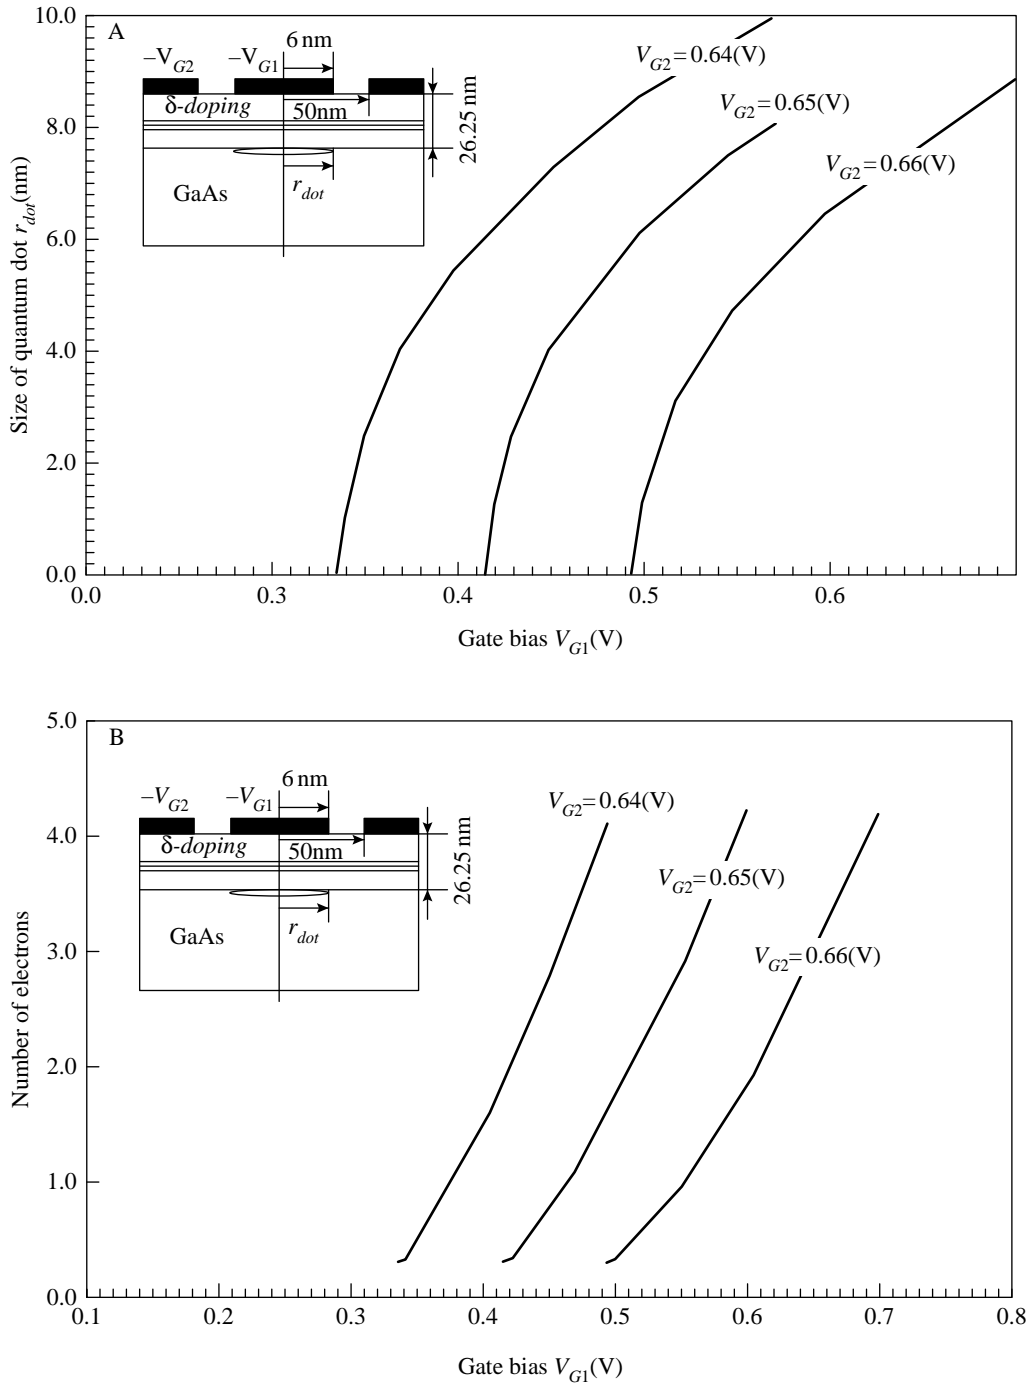 A
10.0
8.0
6.0
4.0
2.0
0.0
Size of quantum dot r_dot(nm)
6 nm
–V_G2 –V_G1
δ-doping
50nm
26.25 nm
r_dot
GaAs
V_G2=0.64(V)
V_G2=0.65(V)
V_G2=0.66(V)
0.0 0.3 0.4 0.5 0.6
Gate bias V_G1(V)
B
5.0
4.0
3.0
2.0
1.0
0.0
Number of electrons
6 nm
–V_G2 –V_G1
δ-doping
50nm
26.25 nm
r_dot
GaAs
V_G2=0.64(V)
V_G2=0.65(V)
V_G2=0.66(V)
0.1 0.2 0.3 0.4 0.5 0.6 0.7 0.8
Gate bias V_G1(V)